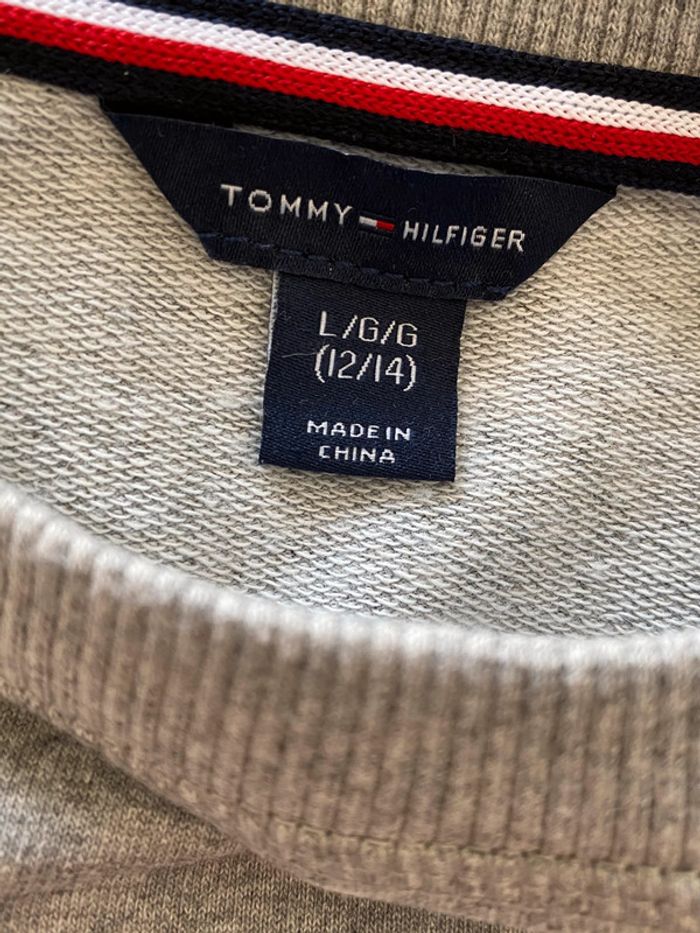 TOMMY HILFIGER
L/G/G
(12/14)
MADE IN
CHINA